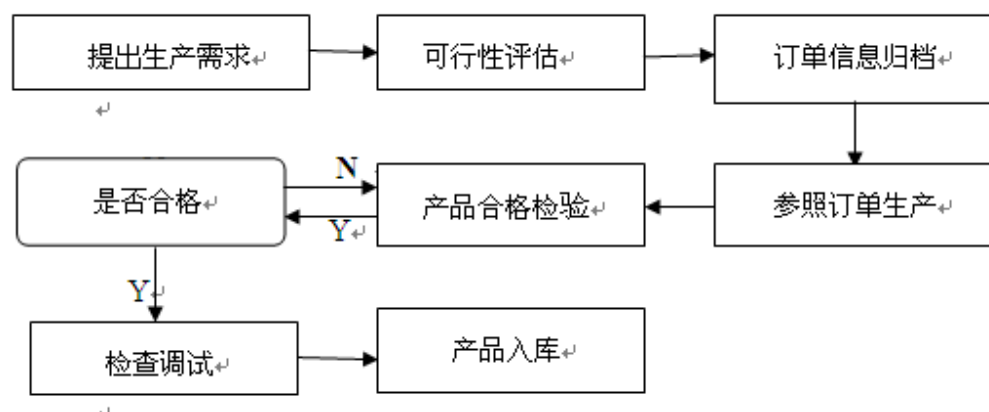 提出生产需求
可行性评估
订单信息归档
是否合格
N
产品合格检验
参照订单生产
Y
Y
检查调试
产品入库